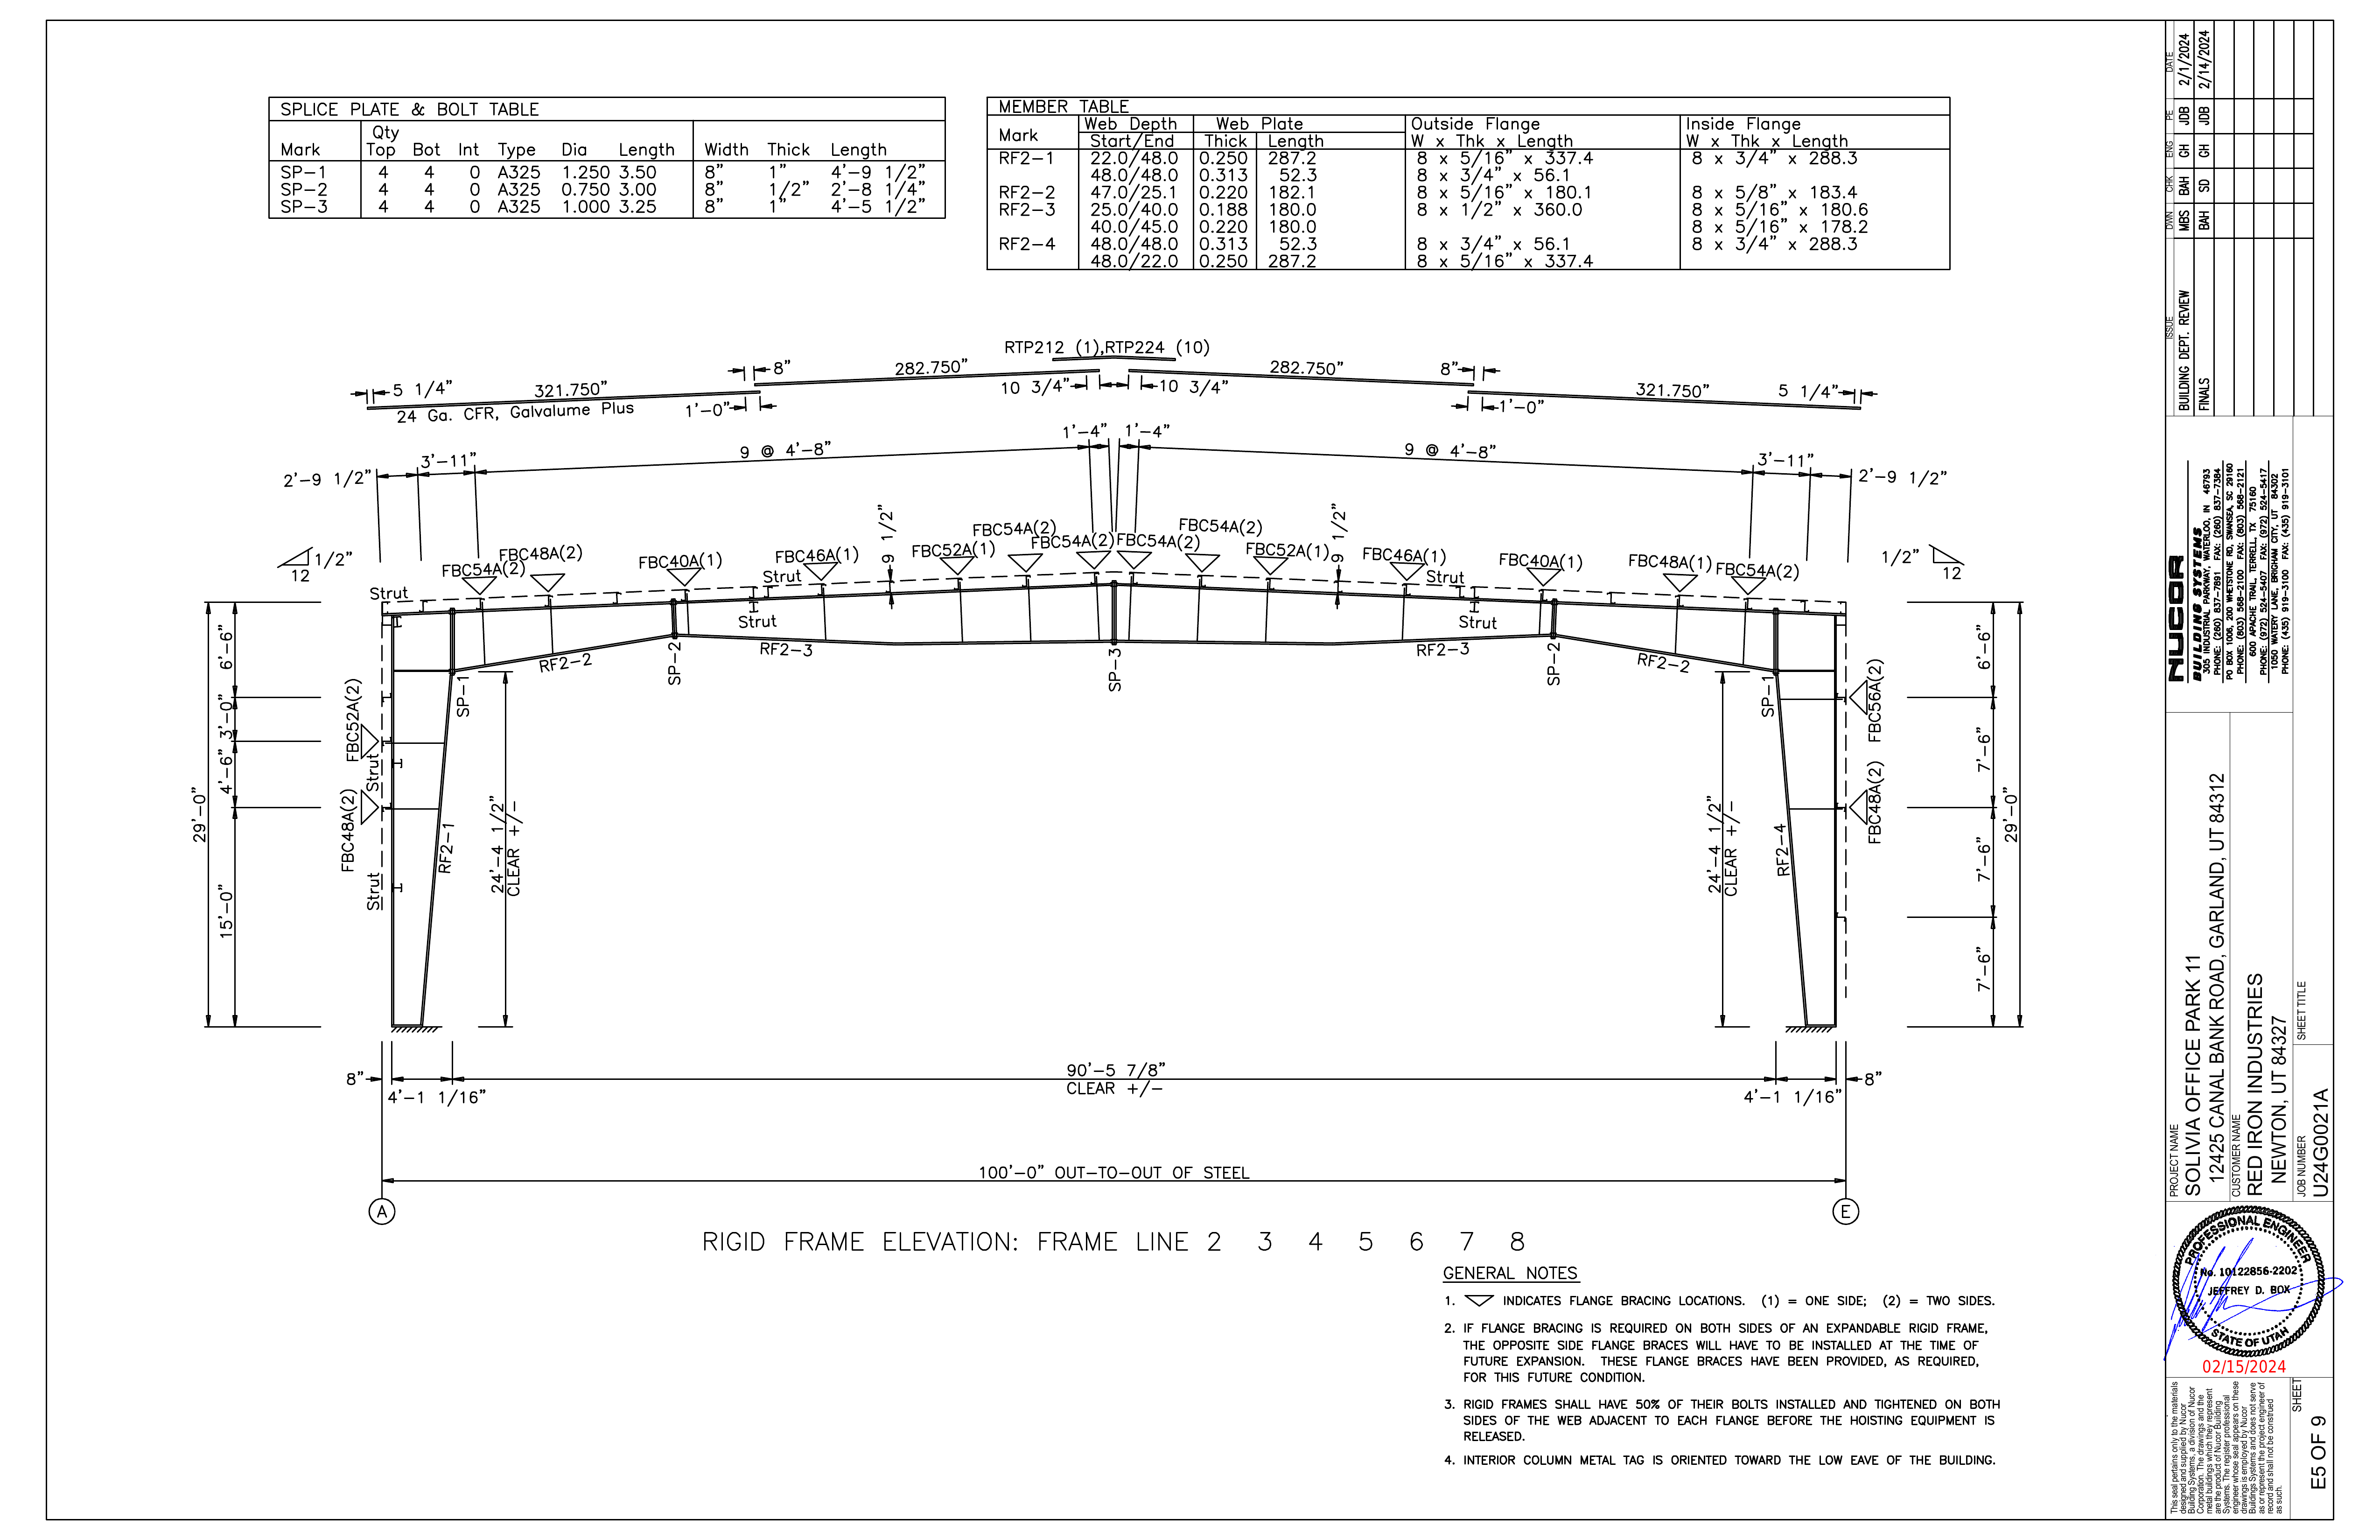 SPLICE PLATE & BOLT TABLE
Mark Qty Top Bot Int Type Dia Length Width Thick Length
SP-1 4 4 0 A325 1.250 3.50 8" 1" 4'-9 1/2"
SP-2 4 4 0 A325 0.750 3.00 8" 1/2" 2'-8 1/4"
SP-3 4 4 0 A325 1.000 3.25 8" 1" 4'-5 1/2"
MEMBER TABLE
Mark Web Depth Web Plate Outside Flange Inside Flange
Start/End Thick Length W x Thk x Length W x Thk x Length
RF2-1 22.0/48.0 0.250 287.2 8 x 5/16" x 337.4 8 x 3/4" x 288.3
48.0/48.0 0.313 52.3 8 x 3/4" x 56.1
RF2-2 47.0/25.1 0.220 182.1 8 x 5/16" x 180.1 8 x 5/8" x 183.4
RF2-3 25.0/40.0 0.188 180.0 8 x 1/2" x 360.0 8 x 5/16" x 180.6
40.0/45.0 0.220 180.0 8 x 5/16" x 178.2
RF2-4 48.0/48.0 0.313 52.3 8 x 3/4" x 56.1 8 x 3/4" x 288.3
48.0/22.0 0.250 287.2 8 x 5/16" x 337.4
RTP212 (1),RTP224 (10)
8" 282.750" 282.750" 8"
5 1/4" 321.750" 10 3/4" 10 3/4" 321.750" 5 1/4"
24 Ga. CFR, Galvalume Plus 1'-0" 1'-0"
1'-4" 1'-4"
9 @ 4'-8" 9 @ 4'-8"
3'-11" 3'-11"
2'-9 1/2" 2'-9 1/2"
9 1/2" 9 1/2"
1/2" 12 1/2" 12
FBC54A(2) FBC48A(2) FBC40A(1) FBC46A(1) FBC52A(1) FBC54A(2) FBC54A(2) FBC54A(2) FBC54A(2) FBC52A(1) FBC46A(1) FBC40A(1) FBC48A(1) FBC54A(2)
Strut Strut Strut
Strut Strut
RF2-2 RF2-3 RF2-3 RF2-2
SP-1 SP-2 SP-3 SP-2 SP-1
29'-0" 6'-6" 3'-0" 4'-6" 15'-0"
FBC52A(2)
Strut
FBC48A(2)
Strut
RF2-1
24'-4 1/2"
CLEAR +/-
24'-4 1/2"
CLEAR +/-
RF2-4
FBC56A(2)
FBC48A(2)
6'-6" 7'-6" 7'-6" 7'-6" 29'-0"
8" 90'-5 7/8" 8"
CLEAR +/-
4'-1 1/16" 4'-1 1/16"
100'-0" OUT-TO-OUT OF STEEL
A E
RIGID FRAME ELEVATION: FRAME LINE 2 3 4 5 6 7 8
GENERAL NOTES
1. INDICATES FLANGE BRACING LOCATIONS. (1) = ONE SIDE; (2) = TWO SIDES.
2. IF FLANGE BRACING IS REQUIRED ON BOTH SIDES OF AN EXPANDABLE RIGID FRAME,
THE OPPOSITE SIDE FLANGE BRACES WILL HAVE TO BE INSTALLED AT THE TIME OF
FUTURE EXPANSION. THESE FLANGE BRACES HAVE BEEN PROVIDED, AS REQUIRED,
FOR THIS FUTURE CONDITION.
3. RIGID FRAMES SHALL HAVE 50% OF THEIR BOLTS INSTALLED AND TIGHTENED ON BOTH
SIDES OF THE WEB ADJACENT TO EACH FLANGE BEFORE THE HOISTING EQUIPMENT IS
RELEASED.
4. INTERIOR COLUMN METAL TAG IS ORIENTED TOWARD THE LOW EAVE OF THE BUILDING.
ISSUE DWN CHK ENG PE DATE
BUILDING DEPT. REVIEW MBS BAH GH JDB 2/1/2024
FINALS BAH SD GH JDB 2/14/2024
NUCOR
BUILDING SYSTEMS
305 INDUSTRIAL PARKWAY, WATERLOO, IN 46793
PHONE: (260) 837-7891 FAX: (260) 837-7384
PO BOX 1006, 200 WHETSTONE RD, SWANSEA, SC 29160
PHONE: (803) 568-2100 FAX: (803) 568-2121
600 APACHE TRAIL, TERRELL, TX 75160
PHONE: (972) 524-5407 FAX: (972) 524-5417
1050 WATERY LANE, BRIGHAM CITY, UT 84302
PHONE: (435) 919-3100 FAX: (435) 919-3101
PROJECT NAME
SOLIVIA OFFICE PARK 11
12425 CANAL BANK ROAD, GARLAND, UT 84312
CUSTOMER NAME
RED IRON INDUSTRIES
NEWTON, UT 84327
JOB NUMBER
U24G0021A
SHEET TITLE
PROFESSIONAL ENGINEER
No. 10122856-2202
JEFFREY D. BOX
STATE OF UTAH
02/15/2024
This seal pertains only to the materials
designed and supplied by Nucor
Building Systems, a division of Nucor
Corporation. The drawings and the
metal buildings which they represent
are the product of Nucor Building
Systems. The register professional
engineer whose seal appears on these
drawings is employed by Nucor
Buildings Systems and does not serve
as or represent the project engineer of
record and shall not be construed
as such.
SHEET
E5 OF 9